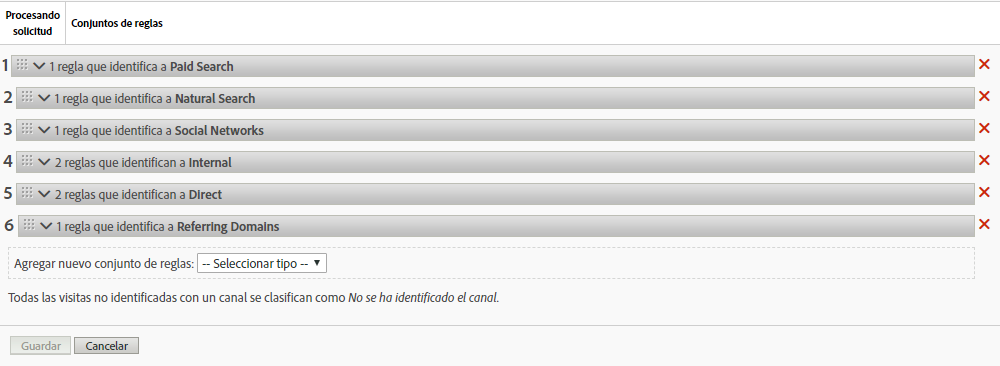 Procesando
solicitud
Conjuntos de reglas
1 1 regla que identifica a Paid Search
2 1 regla que identifica a Natural Search
3 1 regla que identifica a Social Networks
4 2 reglas que identifican a Internal
5 2 reglas que identifican a Direct
6 1 regla que identifica a Referring Domains
Agregar nuevo conjunto de reglas: -- Seleccionar tipo --
Todas las visitas no identificadas con un canal se clasifican como No se ha identificado el canal.
Guardar Cancelar